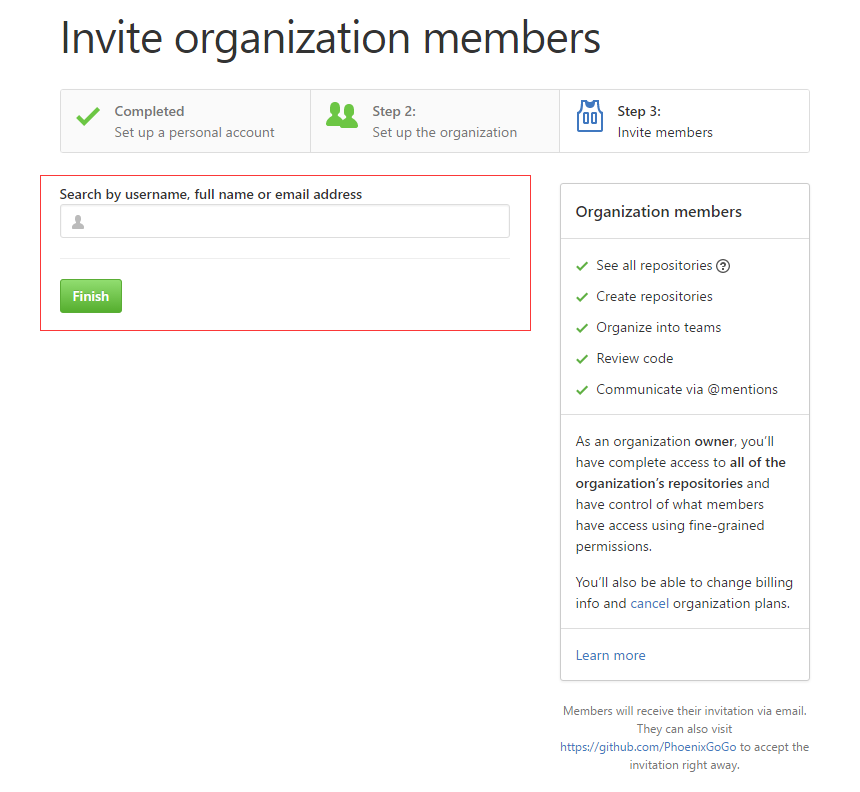 Invite organization members
Completed
Set up a personal account
Step 2:
Set up the organization
Step 3:
Invite members
Search by username, full name or email address
Finish
Organization members
See all repositories
Create repositories
Organize into teams
Review code
Communicate via @mentions
As an organization owner, you’ll
have complete access to all of the
organization’s repositories and
have control of what members
have access using fine-grained
permissions.
You’ll also be able to change billing
info and cancel organization plans.
Learn more
Members will receive their invitation via email.
They can also visit
https://github.com/PhoenixGoGo to accept the
invitation right away.